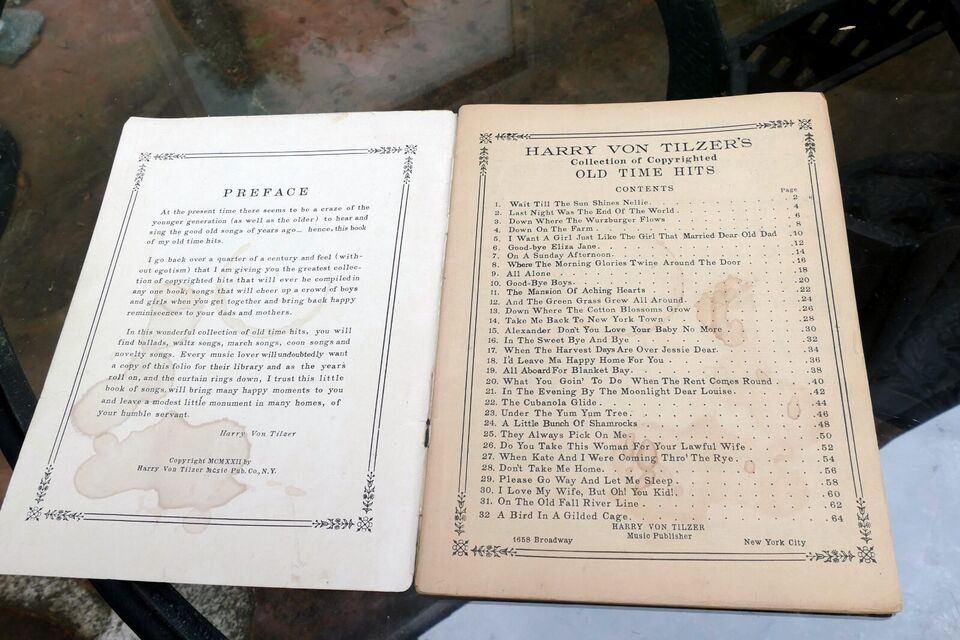 PREFACE
At the present time there seems to be a craze of the
younger generation (as well as the older) to hear and
sing the good old songs of years ago... hence, this book
of my old time hits.
I go back over a quarter of a century and feel (with-
out egotism) that I am giving you the greatest collec-
tion of copyrighted hits that will ever be compiled in
any one book, songs that will cheer up a crowd of boys
and girls when you get together and bring back happy
reminiscences to your dads and mothers.
In this wonderful collection of old time hits, you will
find ballads, waltz songs, march songs, coon songs and
novelty songs. Every music lover will undoubtedly want
a copy of this folio for their library and as the years
roll on, and the curtain rings down, I trust this little
book of songs will bring many happy moments to you
and leave a modest little monument in many homes, of
your humble servant.
Harry Von Tilzer
Copyright MCMXXII by
Harry Von Tilzer Music Pub. Co., N.Y.
HARRY VON TILZER'S
Collection of Copyrighted
OLD TIME HITS
CONTENTS
Page
1. Wait Till The Sun Shines Nellie. 2
2. Last Night Was The End Of The World. 4
3. Down Where The Wurzburger Flows 6
4. Down On The Farm 8
5. I Want A Girl Just Like The Girl That Married Dear Old Dad .10
6. Good-bye Eliza Jane. .12
7. On A Sunday Afternoon. .14
8. Where The Morning Glories Twine Around The Door .16
9. All Alone 18
10. Good-Bye Boys. .20
11. The Mansion Of Aching Hearts .22
12. And The Green Grass Grew All Around. .24
13. Down Where The Cotton Blossoms Grow .26
14. Take Me Back To New York Town .28
15. Alexander Don't You Love Your Baby No More .30
16. In The Sweet Bye And Bye .32
17. When The Harvest Days Are Over Jessie Dear. .34
18. I'd Leave Ma Happy Home For You .36
19. All Aboard For Blanket Bay. .38
20. What You Goin' To Do When The Rent Comes Round .40
21. In The Evening By The Moonlight Dear Louise. .42
22. The Cubanola Glide. .44
23. Under The Yum Yum Tree. .46
24. A Little Bunch Of Shamrocks .48
25. They Always Pick On Me. .50
26. Do You Take This Woman For Your Lawful Wife .52
27. When Kate And I Were Coming Thro' The Rye. .54
28. Don't Take Me Home. .56
29. Please Go Way And Let Me Sleep. .58
30. I Love My Wife, But Oh! You Kid!. .60
31. On The Old Fall River Line. .62
32 A Bird In A Gilded Cage. .64
HARRY VON TILZER
Music Publisher
1658 Broadway New York City